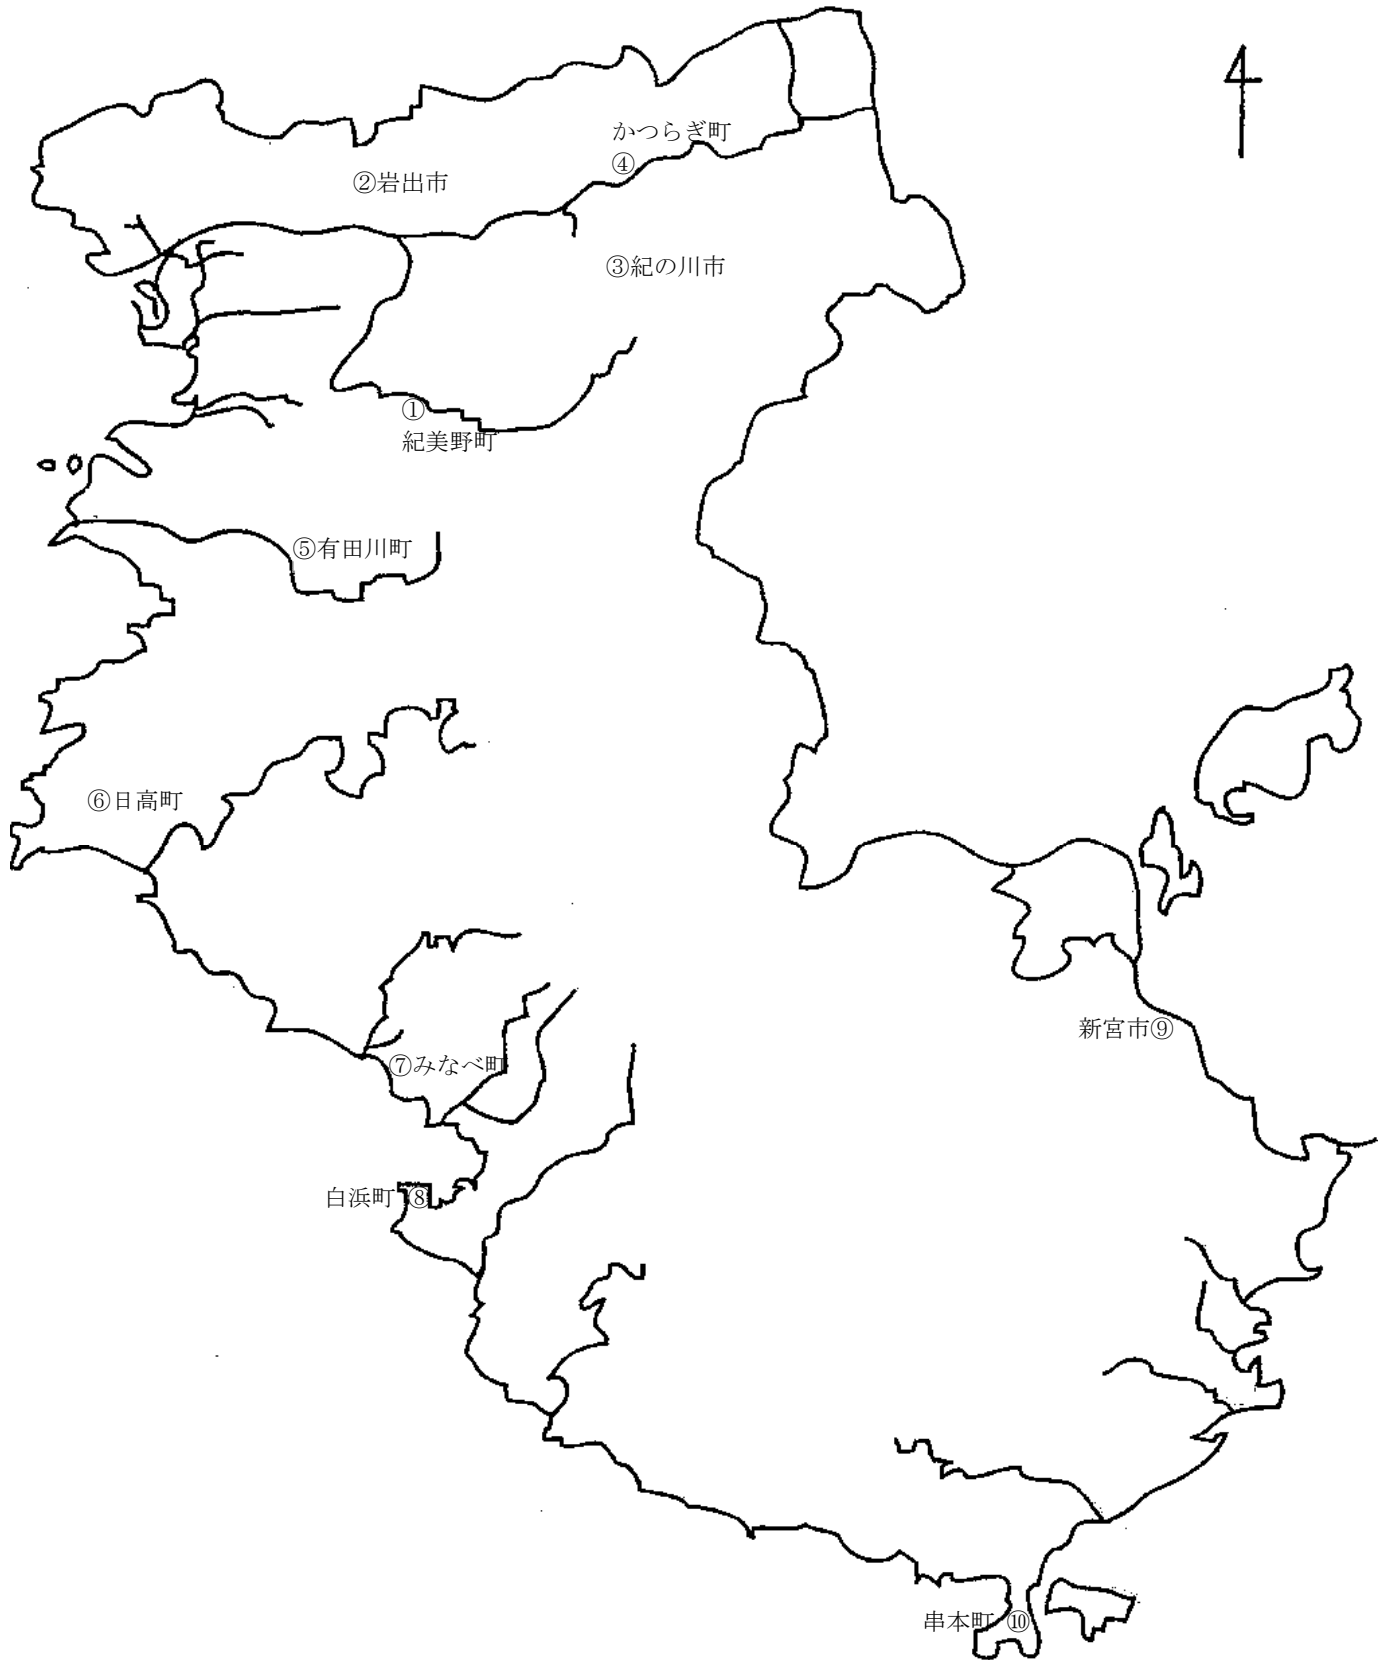 かつらぎ町
④
②岩出市
③紀の川市
①
紀美野町
⑤有田川町
⑥日高町
新宮市⑨
⑦みなべ町
白浜町⑧
串本町⑩